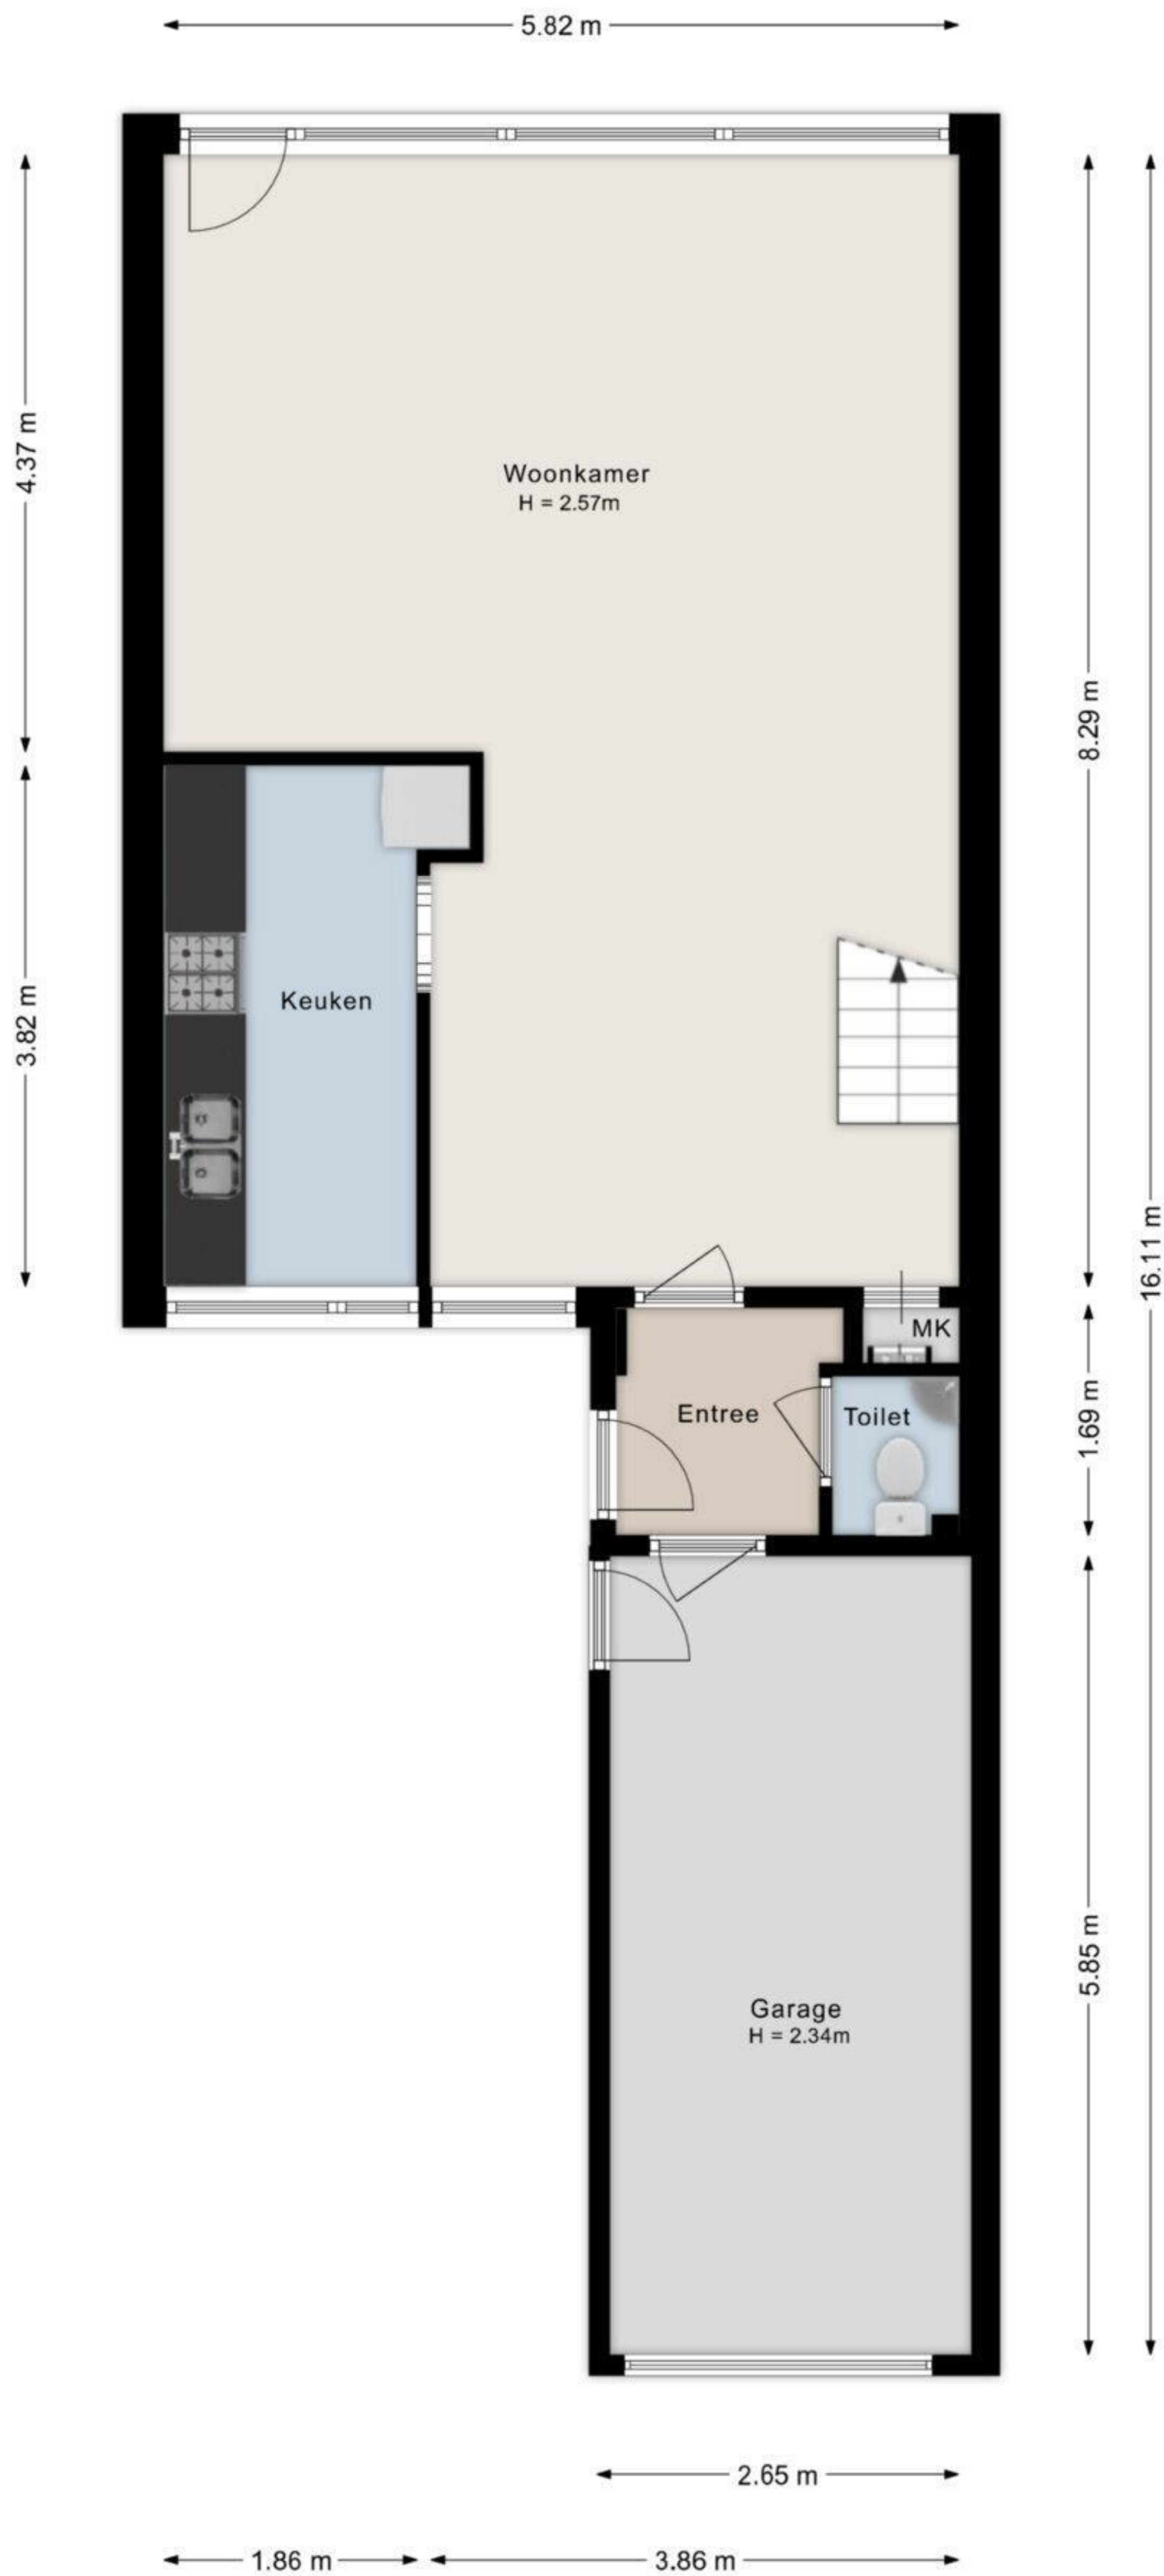 5.82 m
4.37 m
Woonkamer
H = 2.57m
8.29 m
Keuken
3.82 m
16.11 m
MK
Entree
Toilet
1.69 m
5.85 m
Garage
H = 2.34m
2.65 m
1.86 m
3.86 m